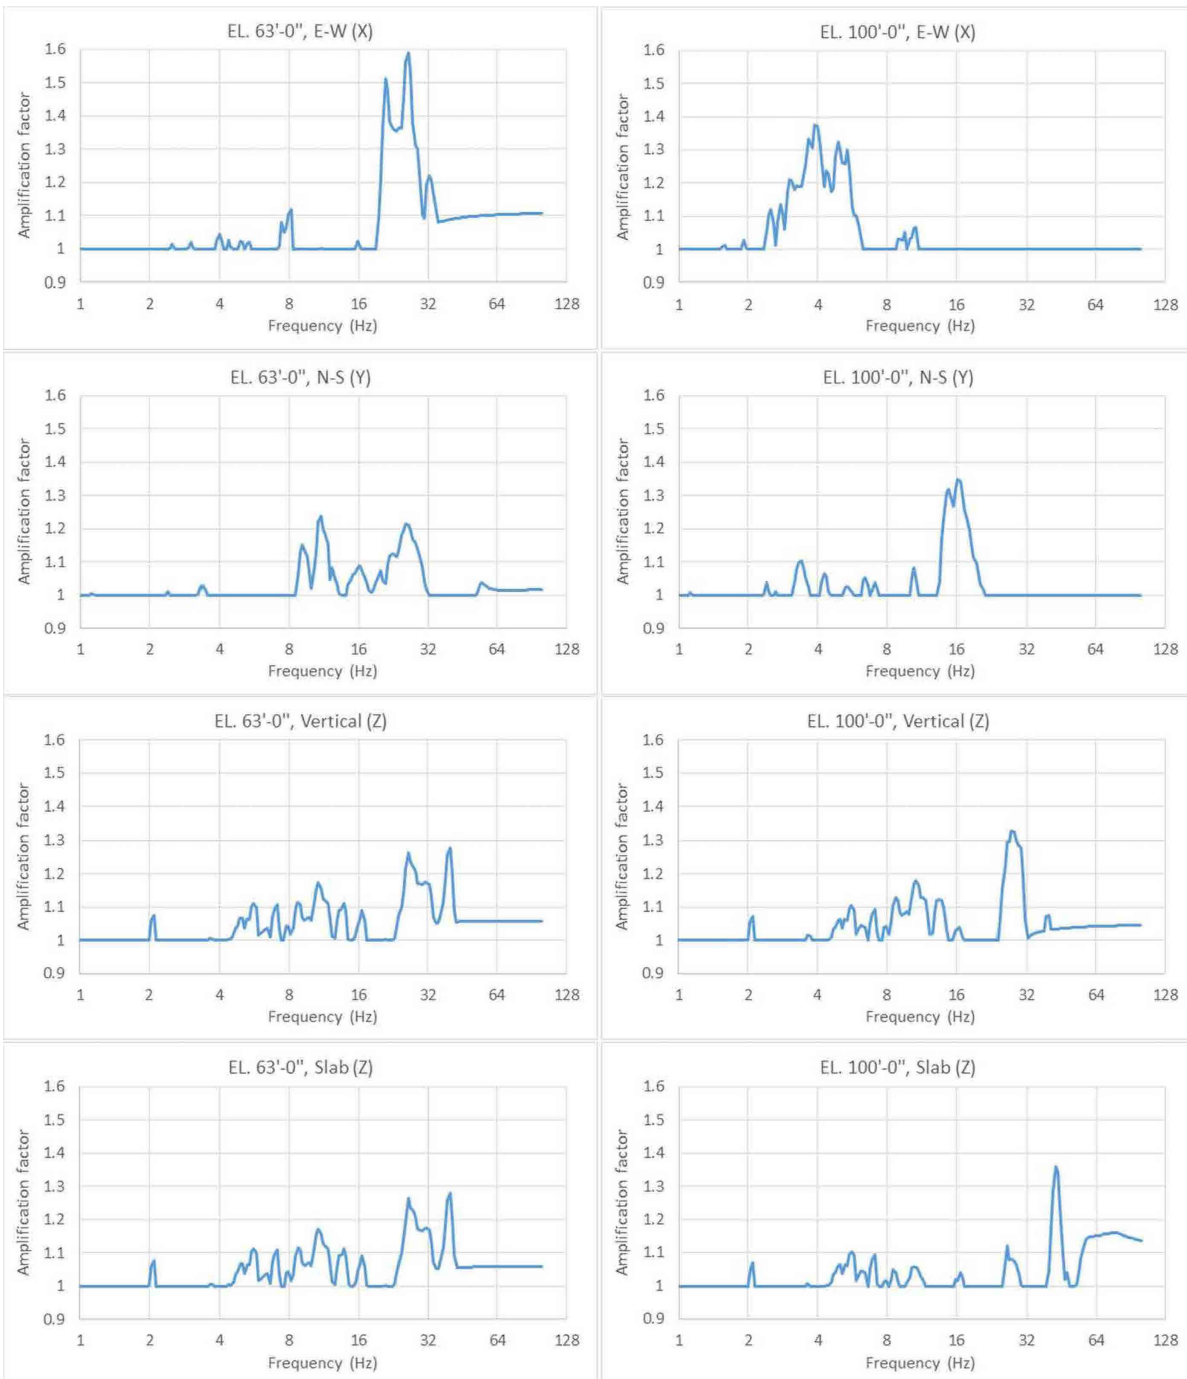 EL. 63'-0", E-W (X)
Amplification factor
1.6
1.5
1.4
1.3
1.2
1.1
1
0.9
1 2 4 8 16 32 64 128
Frequency (Hz)
EL. 100'-0", E-W (X)
Amplification factor
1.6
1.5
1.4
1.3
1.2
1.1
1
0.9
1 2 4 8 16 32 64 128
Frequency (Hz)
EL. 63'-0", N-S (Y)
Amplification factor
1.6
1.5
1.4
1.3
1.2
1.1
1
0.9
1 2 4 8 16 32 64 128
Frequency (Hz)
EL. 100'-0", N-S (Y)
Amplification factor
1.6
1.5
1.4
1.3
1.2
1.1
1
0.9
1 2 4 8 16 32 64 128
Frequency (Hz)
EL. 63'-0", Vertical (Z)
Amplification factor
1.6
1.5
1.4
1.3
1.2
1.1
1
0.9
1 2 4 8 16 32 64 128
Frequency (Hz)
EL. 100'-0", Vertical (Z)
Amplification factor
1.6
1.5
1.4
1.3
1.2
1.1
1
0.9
1 2 4 8 16 32 64 128
Frequency (Hz)
EL. 63'-0", Slab (Z)
Amplification factor
1.6
1.5
1.4
1.3
1.2
1.1
1
0.9
1 2 4 8 16 32 64 128
Frequency (Hz)
EL. 100'-0", Slab (Z)
Amplification factor
1.6
1.5
1.4
1.3
1.2
1.1
1
0.9
1 2 4 8 16 32 64 128
Frequency (Hz)